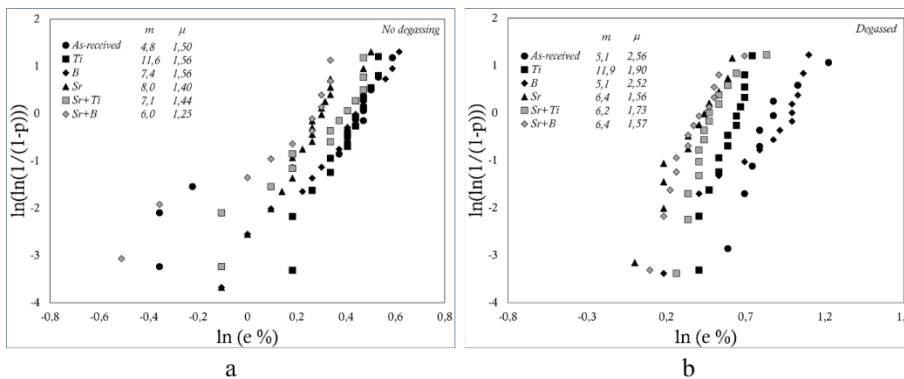 No degassing
m μ
As-received 4,8 1,50
Ti 11,6 1,56
B 7,4 1,56
Sr 8,0 1,40
Sr+Ti 7,1 1,44
Sr+B 6,0 1,25
2
1
0
-1
-2
-3
-4
ln(ln(1/(1-p)))
-0,8 -0,6 -0,4 -0,2 0 0,2 0,4 0,6 0,8
ln (e %)
a
Degassed
m μ
As-received 5,1 2,56
Ti 11,9 1,90
B 5,1 2,52
Sr 6,4 1,56
Sr+Ti 6,2 1,73
Sr+B 6,4 1,57
2
1
0
-1
-2
-3
-4
ln(ln(1/(1-p)))
-0,8 -0,3 0,2 0,7 1,2
ln (e %)
b